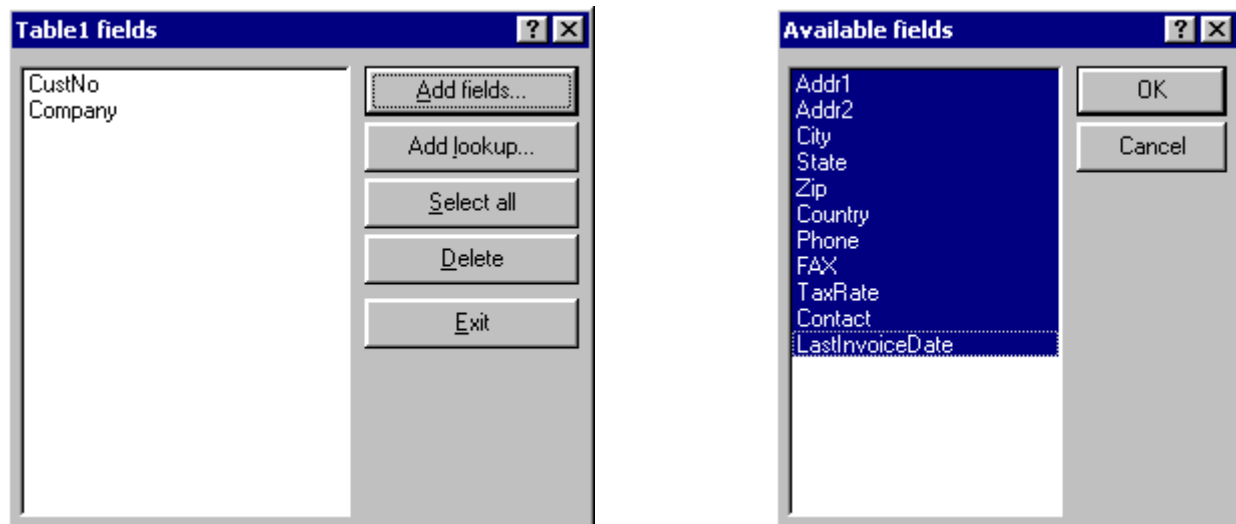 Table1 fields
CustNo
Company
Add fields...
Add lookup...
Select all
Delete
Exit
Available fields
Addr1
Addr2
City
State
Zip
Country
Phone
FAX
TaxRate
Contact
LastInvoiceDate
OK
Cancel